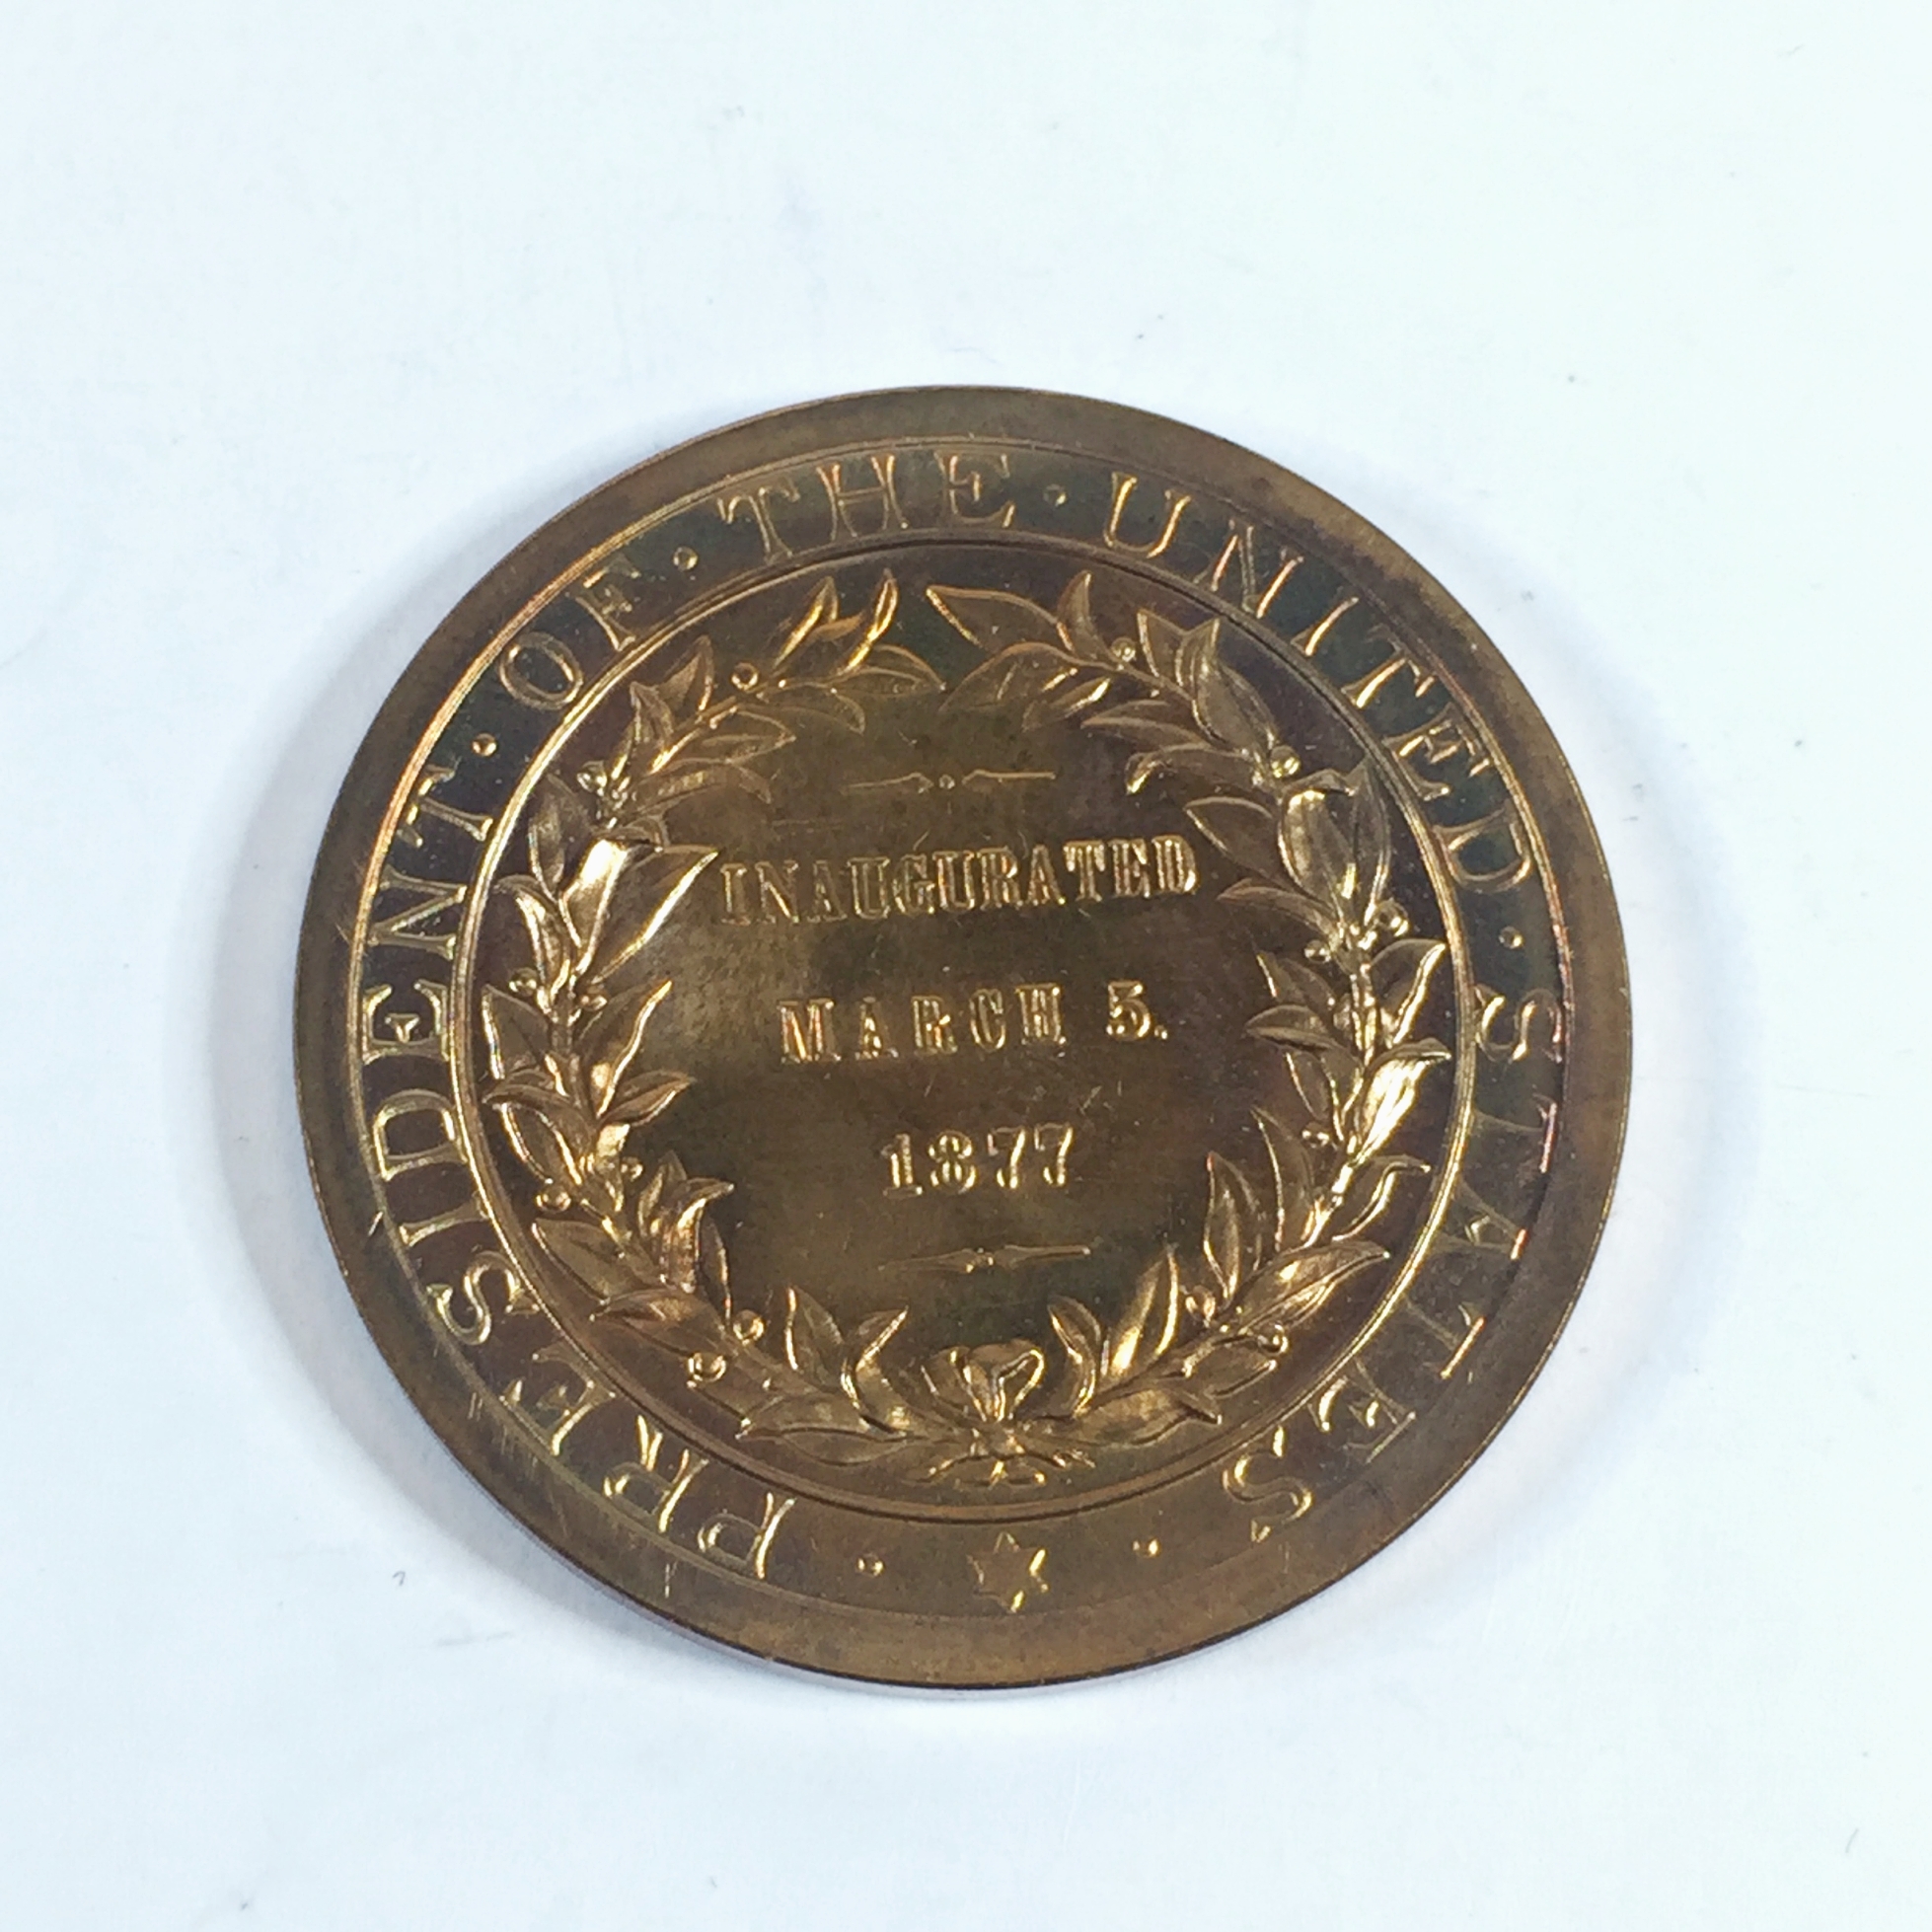 · PRESIDENT · OF · THE · UNITED · STATES ·
INAUGURATED
MARCH 5.
1877